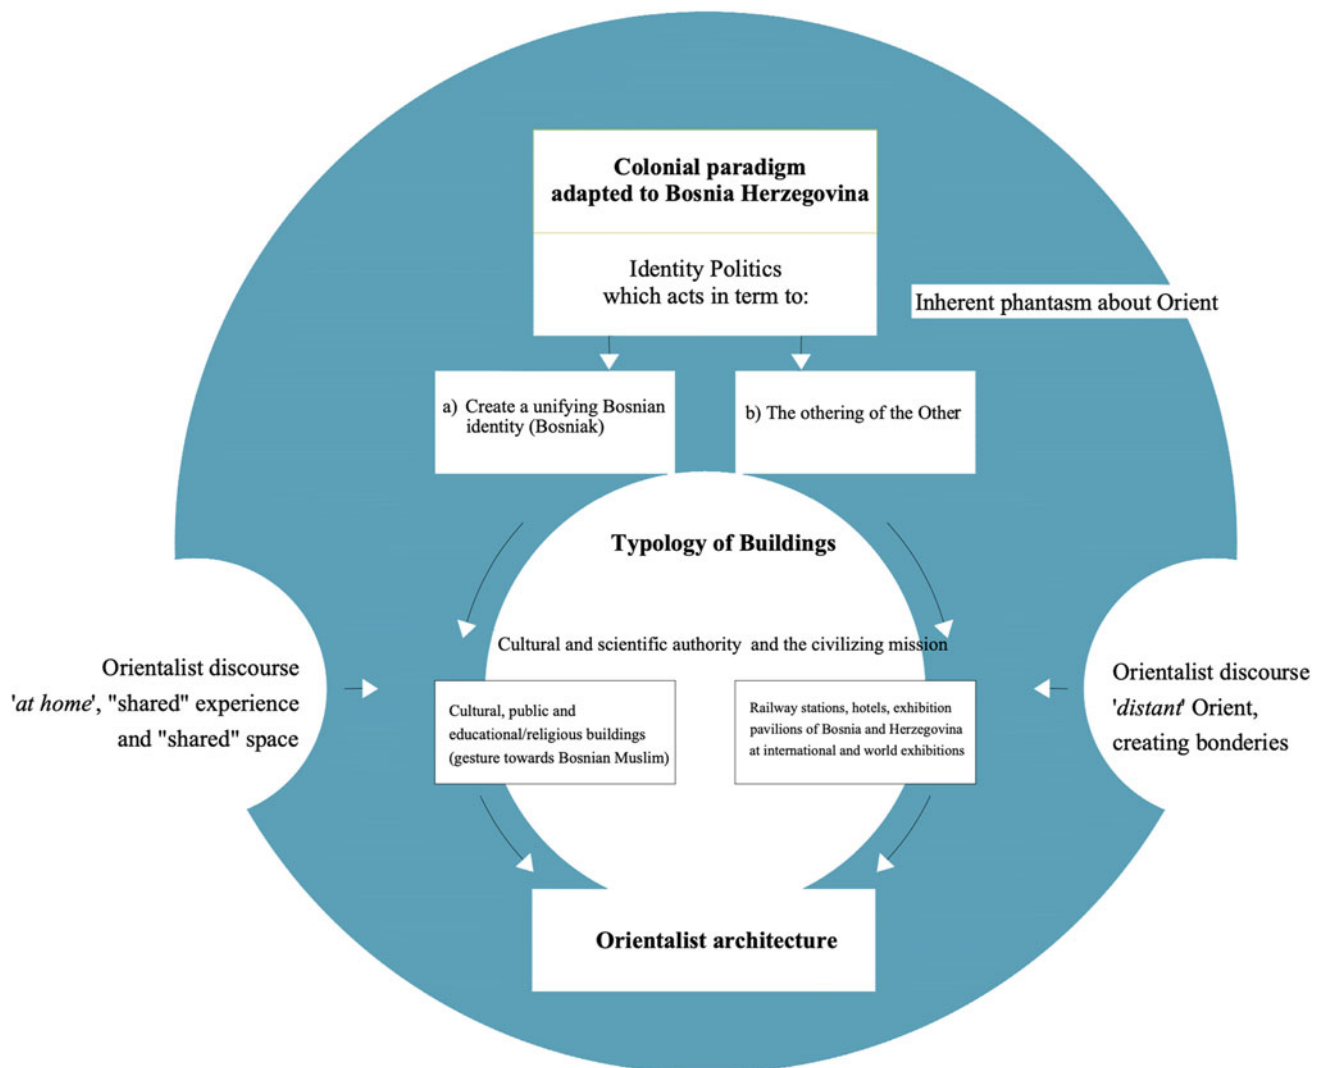 Colonial paradigm
adapted to Bosnia Herzegovina
Identity Politics
which acts in term to:
Inherent phantasm about Orient
a) Create a unifying Bosnian
identity (Bosniak)
b) The othering of the Other
Typology of Buildings
Cultural and scientific authority and the civilizing mission
Orientalist discourse
'at home', "shared" experience
and "shared" space
Cultural, public and
educational/religious buildings
(gesture towards Bosnian Muslim)
Railway stations, hotels, exhibition
pavilions of Bosnia and Herzegovina
at international and world exhibitions
Orientalist discourse
'distant' Orient,
creating bonderies
Orientalist architecture